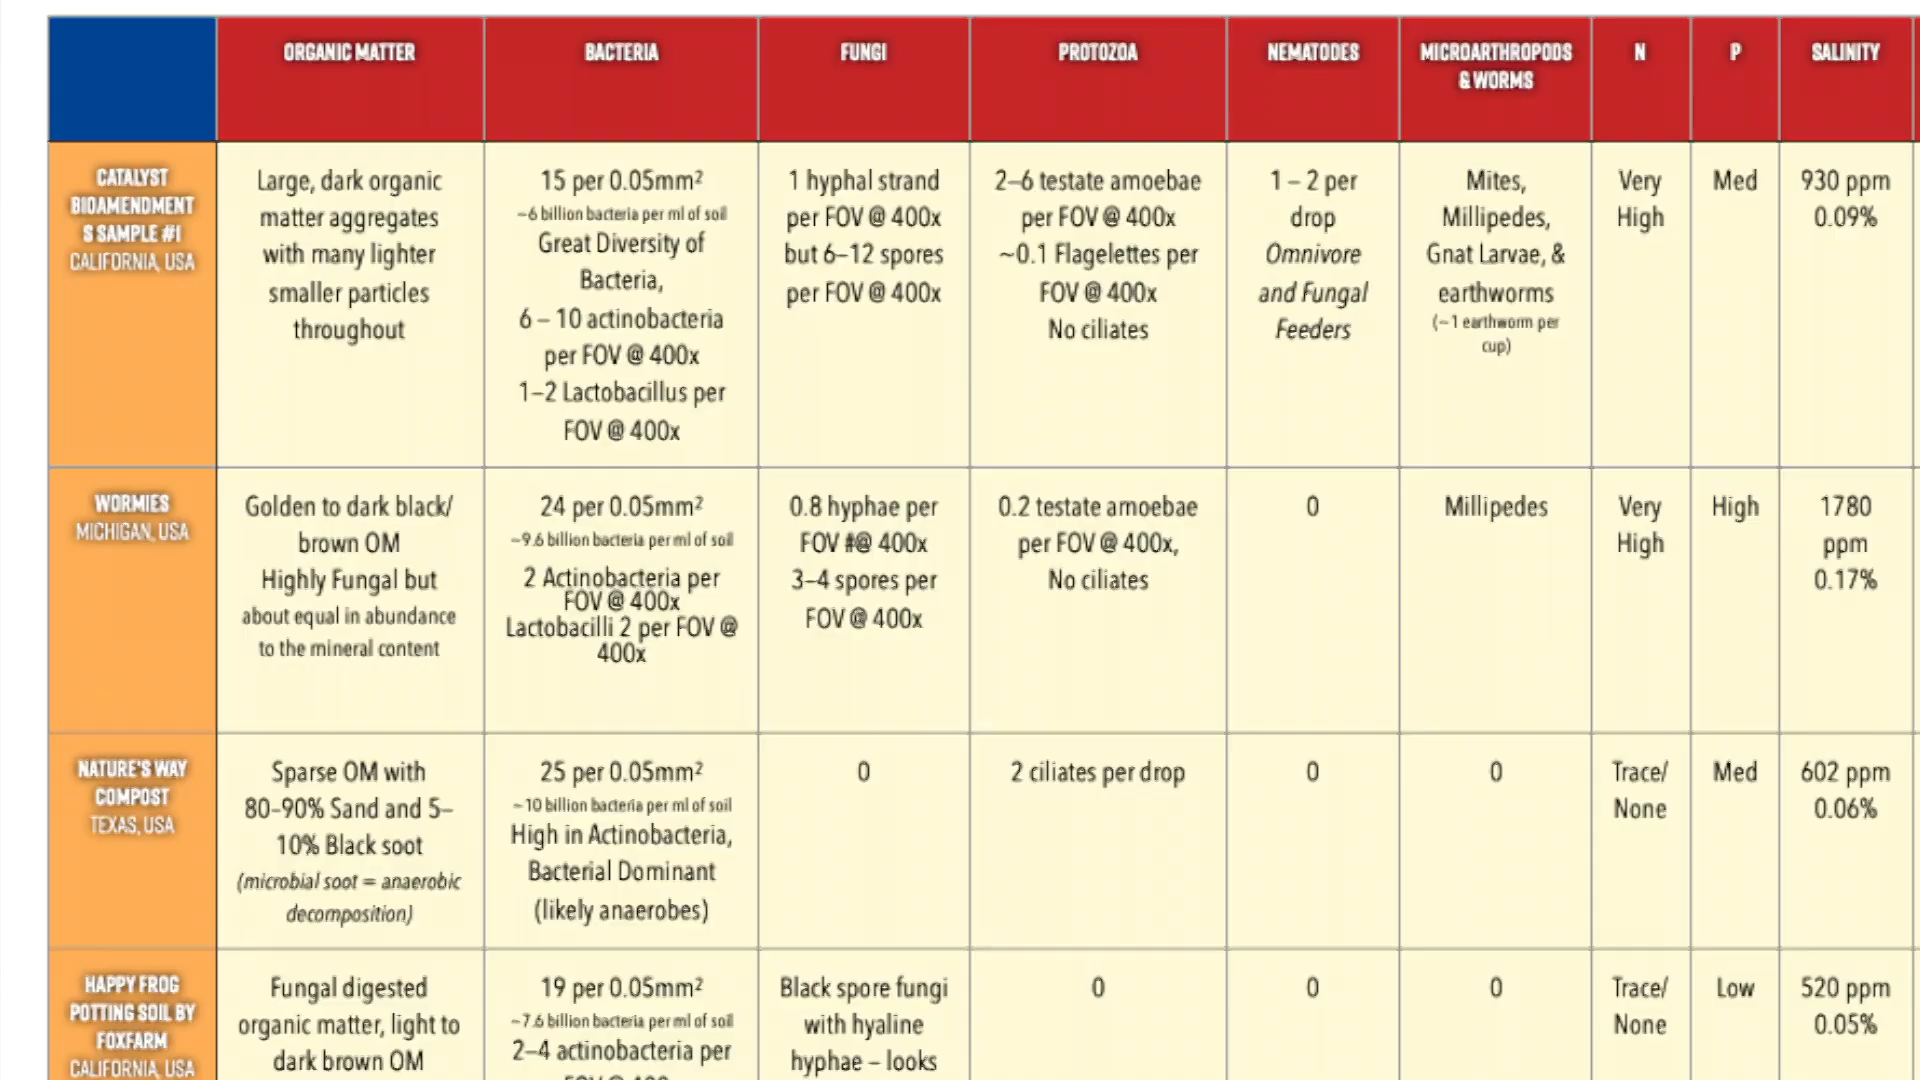 ORGANIC MATTER
BACTERIA
FUNGI
PROTOZOA
NEMATODES
MICROARTHROPODS
& WORMS
N
P
SALINITY
CATALYST
BIOAMENDMENT
S SAMPLE #1
CALIFORNIA, USA
Large, dark organic
matter aggregates
with many lighter
smaller particles
throughout
15 per 0.05mm²
~6 billion bacteria per ml of soil
Great Diversity of
Bacteria,
6 – 10 actinobacteria
per FOV @ 400x
1–2 Lactobacillus per
FOV @ 400x
1 hyphal strand
per FOV @ 400x
but 6–12 spores
per FOV @ 400x
2–6 testate amoebae
per FOV @ 400x
~0.1 Flagelettes per
FOV @ 400x
No ciliates
1 – 2 per
drop
Omnivore
and Fungal
Feeders
Mites,
Millipedes,
Gnat Larvae, &
earthworms
(~1 earthworm per
cup)
Very
High
Med
930 ppm
0.09%
WORMIES
MICHIGAN, USA
Golden to dark black/
brown OM
Highly Fungal but
about equal in abundance
to the mineral content
24 per 0.05mm²
~9.6 billion bacteria per ml of soil
2 Actinobacteria per
FOV @ 400x
Lactobacilli 2 per FOV @
400x
0.8 hyphae per
FOV #@ 400x
3–4 spores per
FOV @ 400x
0.2 testate amoebae
per FOV @ 400x,
No ciliates
0
Millipedes
Very
High
High
1780
ppm
0.17%
NATURE'S WAY
COMPOST
TEXAS, USA
Sparse OM with
80-90% Sand and 5–
10% Black soot
(microbial soot = anaerobic
decomposition)
25 per 0.05mm²
~10 billion bacteria per ml of soil
High in Actinobacteria,
Bacterial Dominant
(likely anaerobes)
0
2 ciliates per drop
0
0
Trace/
None
Med
602 ppm
0.06%
HAPPY FROG
POTTING SOIL BY
FOXFARM
CALIFORNIA, USA
Fungal digested
organic matter, light to
dark brown OM
19 per 0.05mm²
~7.6 billion bacteria per ml of soil
2–4 actinobacteria per
Black spore fungi
with hyaline
hyphae – looks
0
0
0
Trace/
None
Low
520 ppm
0.05%